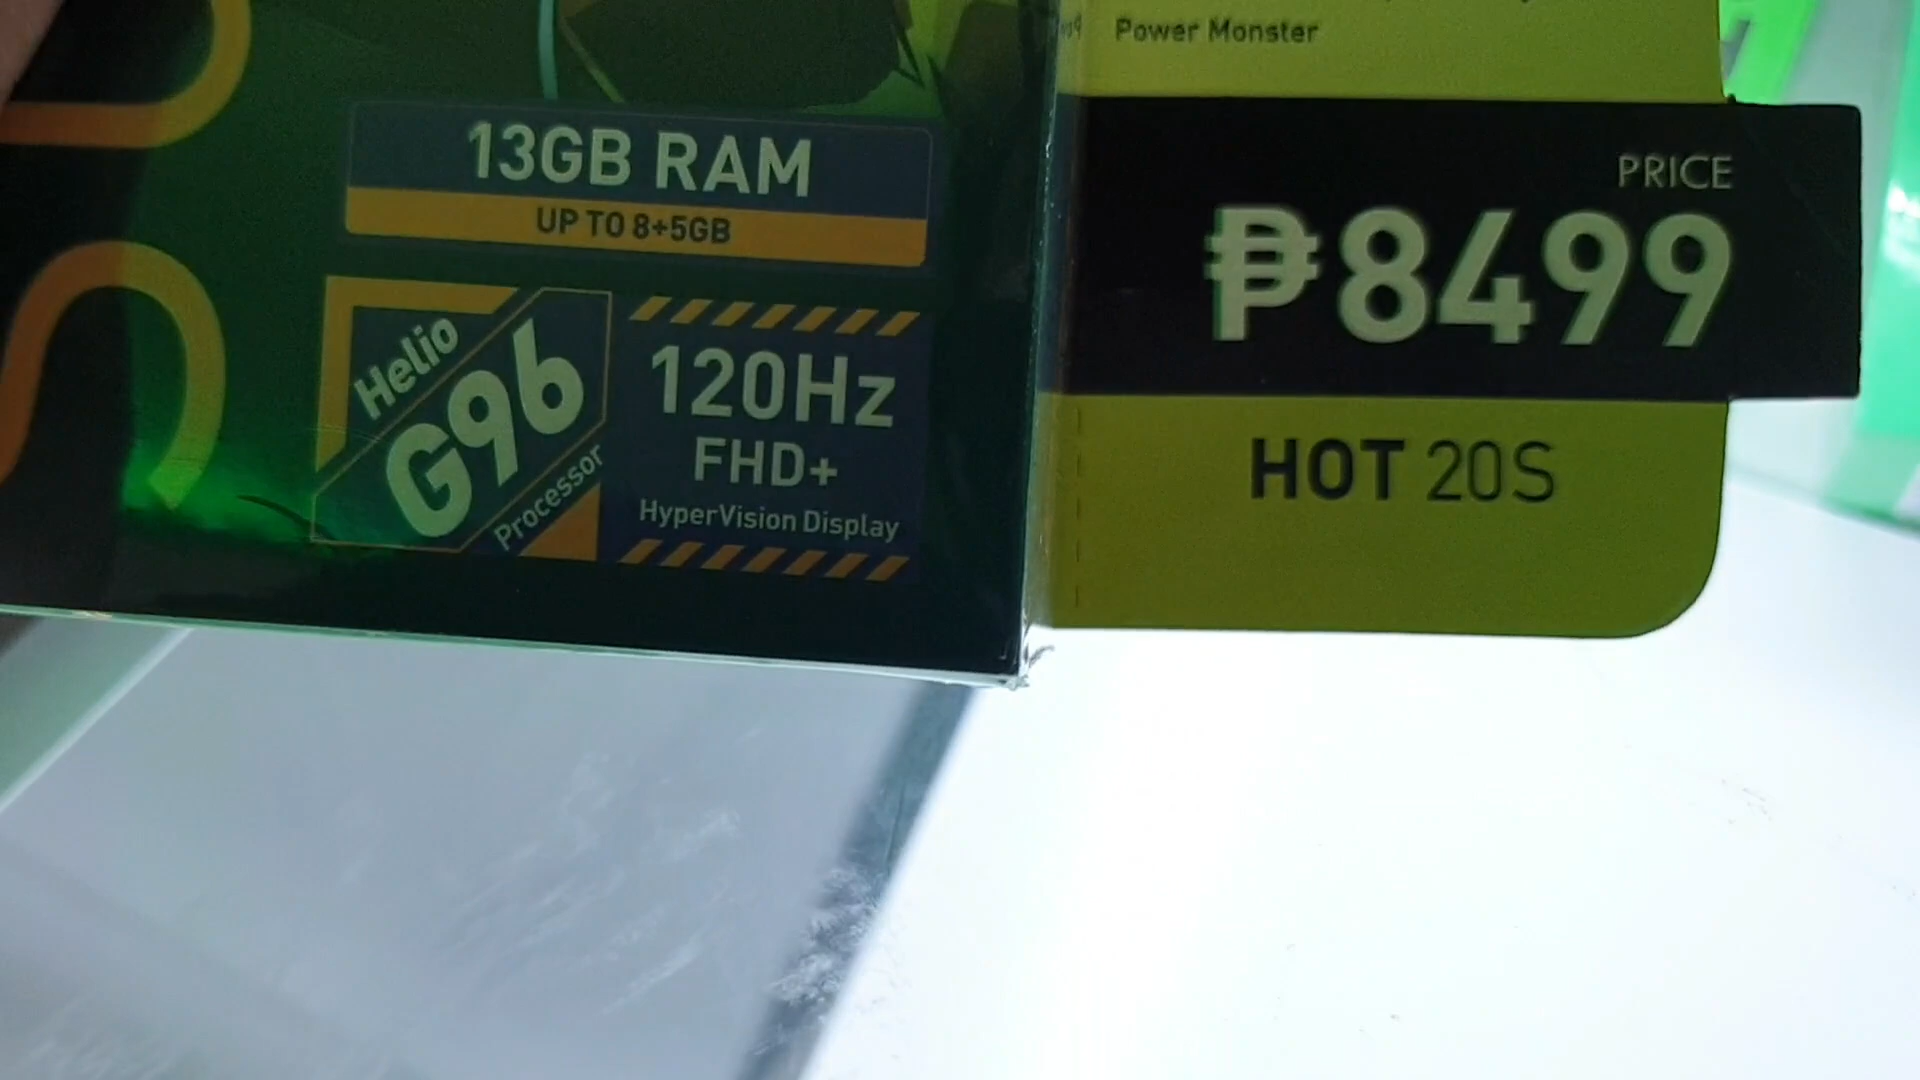 Power Monster
13GB RAM
UP TO 8+5GB
Helio
G96
Processor
120Hz
FHD+
HyperVision Display
PRICE
₱8499
HOT 20S